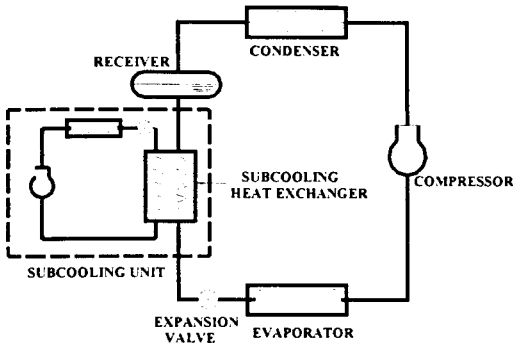 CONDENSER
RECEIVER
SUBCOOLING
HEAT EXCHANGER
COMPRESSOR
SUBCOOLING UNIT
EXPANSION
VALVE
EVAPORATOR